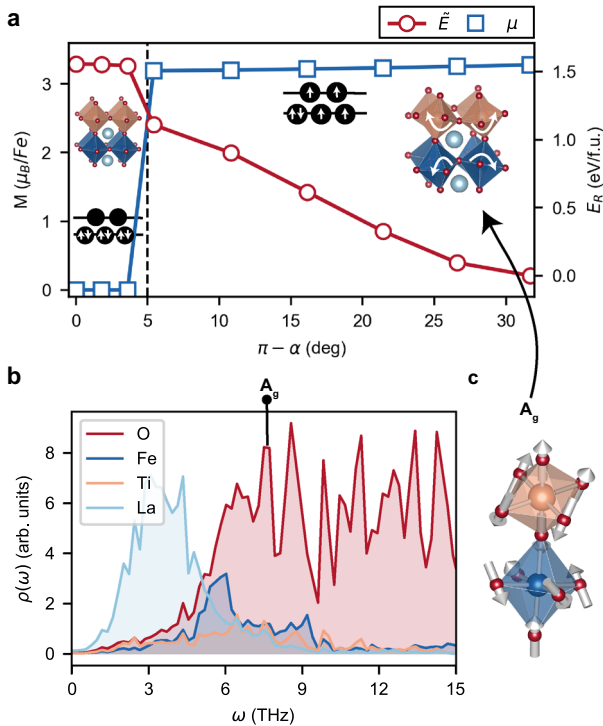 a
Ẽ μ
3
2
1
0
M (μB/Fe)
1.5
1.0
0.5
0.0
ER (eV/f.u.)
0 5 10 15 20 25 30
π − α (deg)
b
c
Ag
Ag
O
Fe
Ti
La
8
6
4
2
0
ρ(ω) (arb. units)
0 3 6 9 12 15
ω (THz)